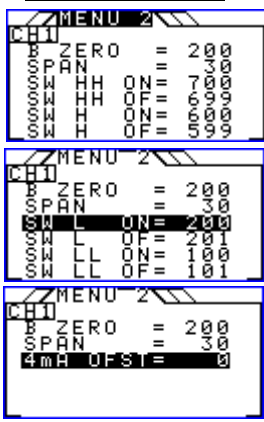 MENU 2
CH1
B ZERO = 200
SPAN = 30
SW HH ON= 700
SW HH OF= 699
SW H ON= 600
SW H OF= 599
MENU 2
CH1
B ZERO = 200
SPAN = 30
SW L ON= 200
SW L OF= 201
SW LL ON= 100
SW LL OF= 101
MENU 2
CH1
B ZERO = 200
SPAN = 30
4mA OFST= 0